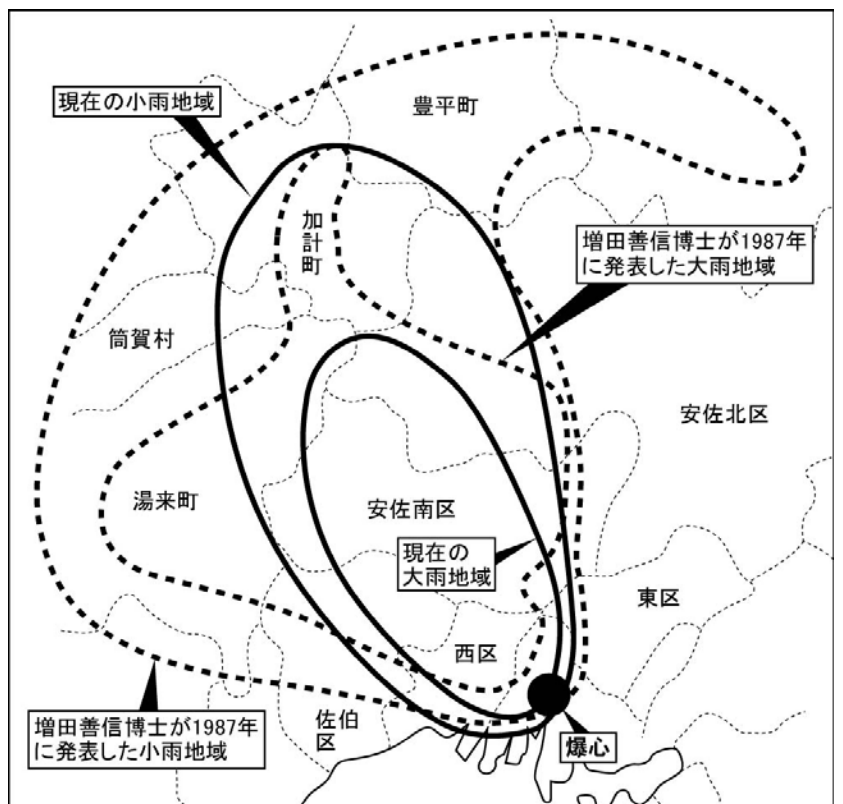 現在の小雨地域
豊平町
加計町
増田善信博士が1987年
に発表した大雨地域
筒賀村
安佐北区
湯来町
安佐南区
現在の
大雨地域
東区
西区
増田善信博士が1987年
に発表した小雨地域
佐伯
区
爆心